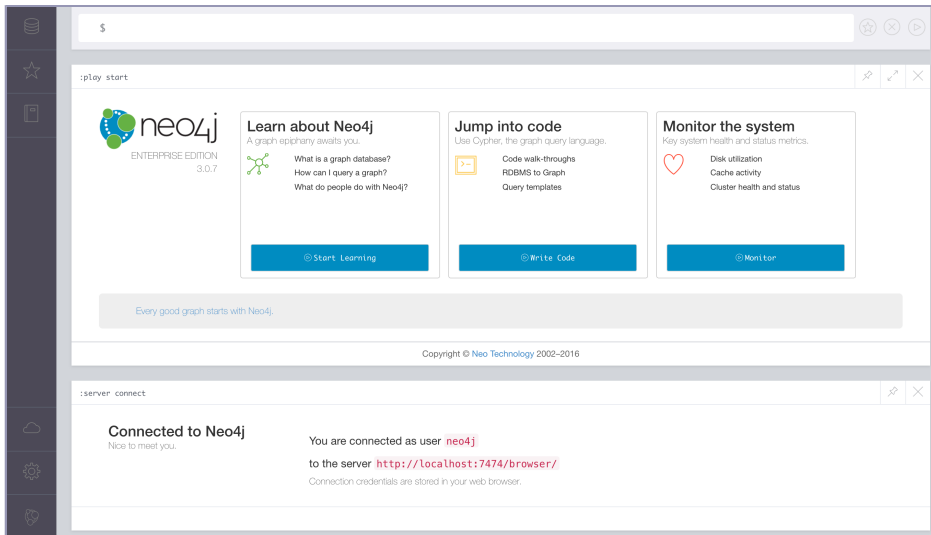 $
:play start
neo4j
ENTERPRISE EDITION
3.0.7
Learn about Neo4j
A graph epiphany awaits you.
What is a graph database?
How can I query a graph?
What do people do with Neo4j?
Start Learning
Jump into code
Use Cypher, the graph query language.
Code walk-throughs
RDBMS to Graph
Query templates
Write Code
Monitor the system
Key system health and status metrics.
Disk utilization
Cache activity
Cluster health and status
Monitor
Every good graph starts with Neo4j.
Copyright © Neo Technology 2002–2016
:server connect
Connected to Neo4j
Nice to meet you.
You are connected as user neo4j
to the server http://localhost:7474/browser/
Connection credentials are stored in your web browser.